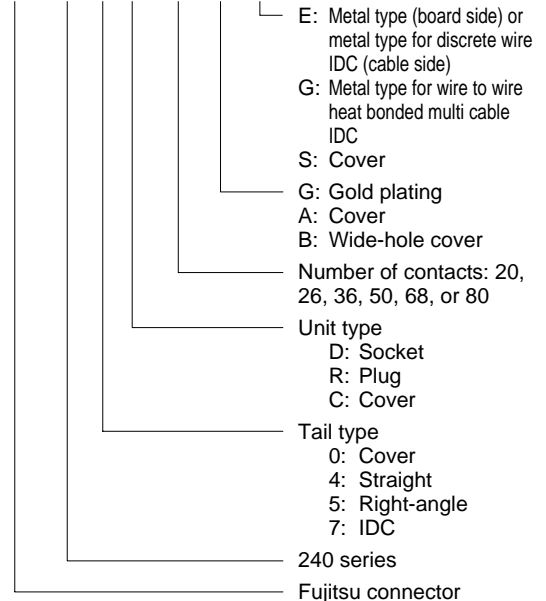 E: Metal type (board side) or
metal type for discrete wire
IDC (cable side)
G: Metal type for wire to wire
heat bonded multi cable
IDC
S: Cover
G: Gold plating
A: Cover
B: Wide-hole cover
Number of contacts: 20,
26, 36, 50, 68, or 80
Unit type
D: Socket
R: Plug
C: Cover
Tail type
0: Cover
4: Straight
5: Right-angle
7: IDC
240 series
Fujitsu connector